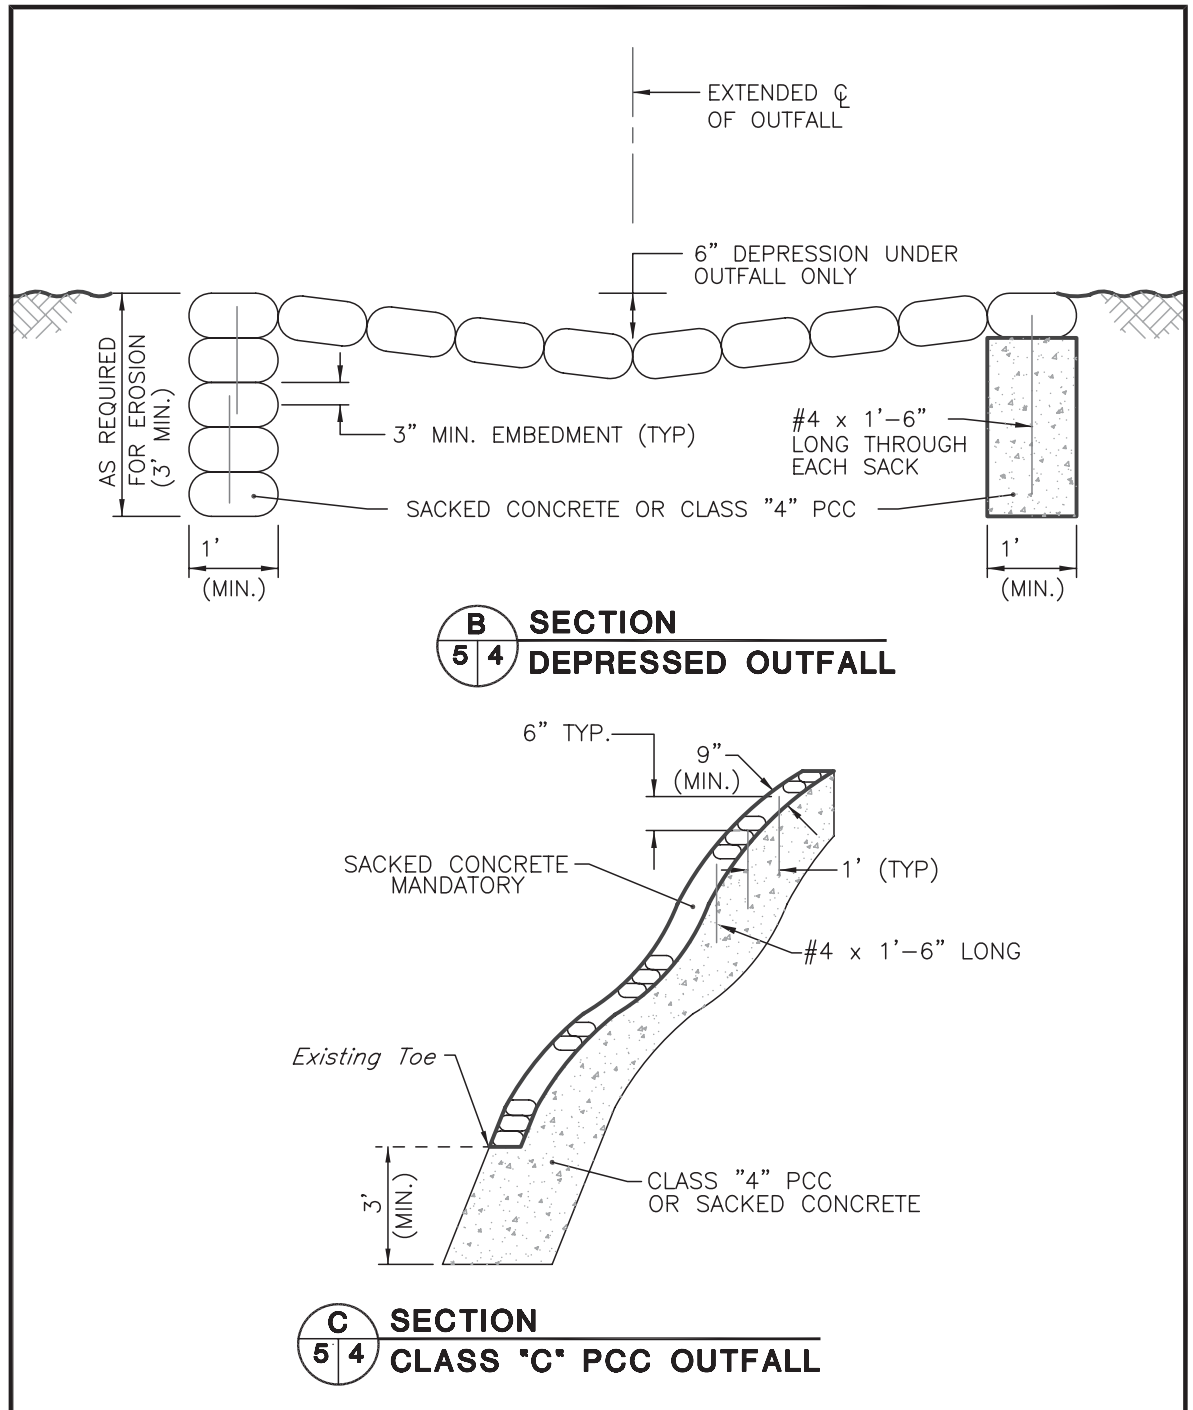 EXTENDED ℄
OF OUTFALL
6” DEPRESSION UNDER
OUTFALL ONLY
AS REQUIRED
FOR EROSION
(3' MIN.)
3” MIN. EMBEDMENT (TYP)
#4 x 1'-6”
LONG THROUGH
EACH SACK
SACKED CONCRETE OR CLASS "4" PCC
1'
(MIN.)
1'
(MIN.)
B
5 4
SECTION
DEPRESSED OUTFALL
6” TYP.
9”
(MIN.)
SACKED CONCRETE
MANDATORY
1' (TYP)
#4 x 1'-6” LONG
Existing Toe
3'
(MIN.)
CLASS "4" PCC
OR SACKED CONCRETE
C
5 4
SECTION
CLASS "C" PCC OUTFALL